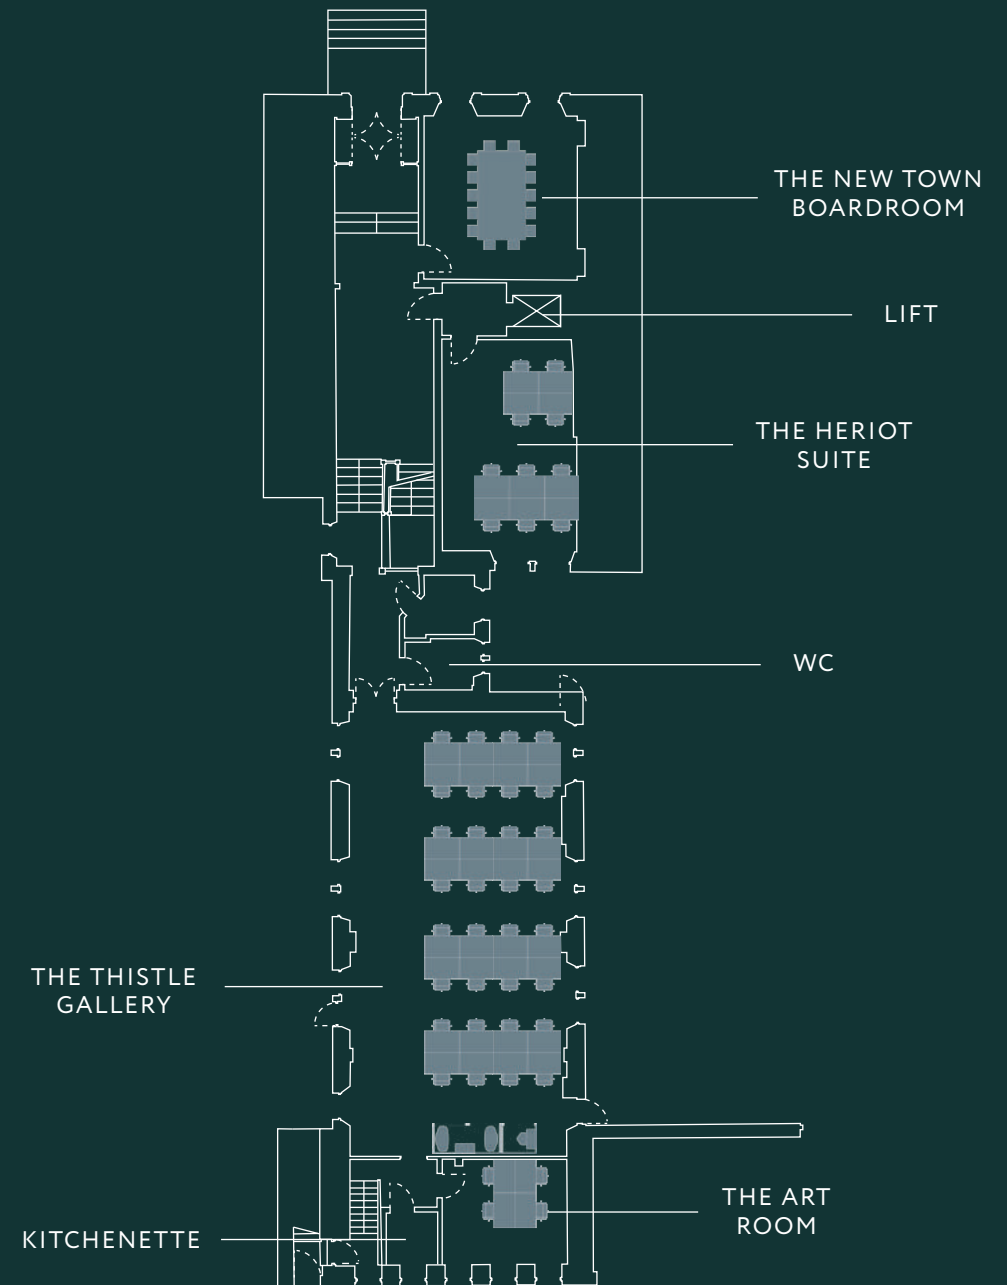 THE NEW TOWN
BOARDROOM
LIFT
THE HERIOT
SUITE
WC
THE THISTLE
GALLERY
THE ART
ROOM
KITCHENETTE